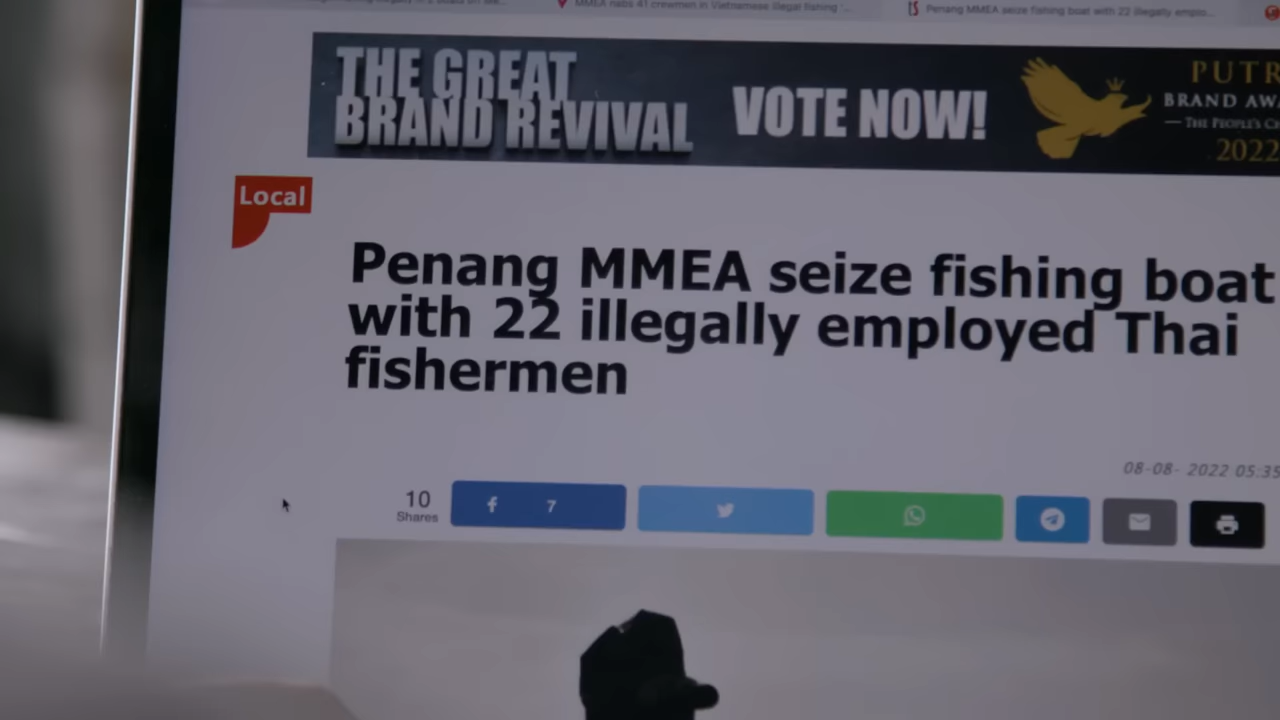 MMEA nabs 41 crewmen in Vietnamese illegal fishing '...
Penang MMEA seize fishing boat with 22 illegally emplo...
THE GREAT
BRAND REVIVAL
VOTE NOW!
PUTR
BRAND AW
— THE PEOPLE'S C
2022
Local
Penang MMEA seize fishing boat
with 22 illegally employed Thai
fishermen
08-08- 2022 05:35
10
Shares
7